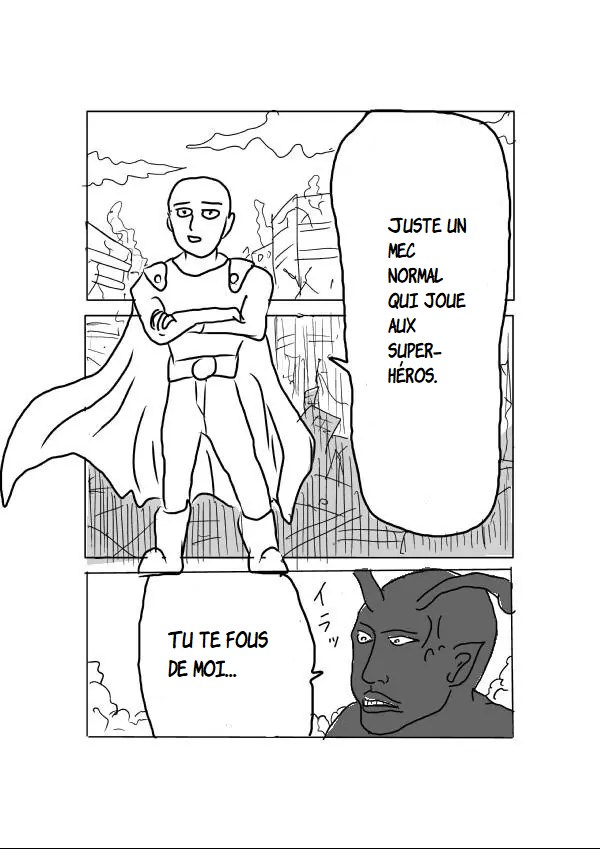 JUSTE UN
MEC
NORMAL
QUI JOUE
AUX
SUPER-
HÉROS.
TU TE FOUS
DE MOI...
イラッ